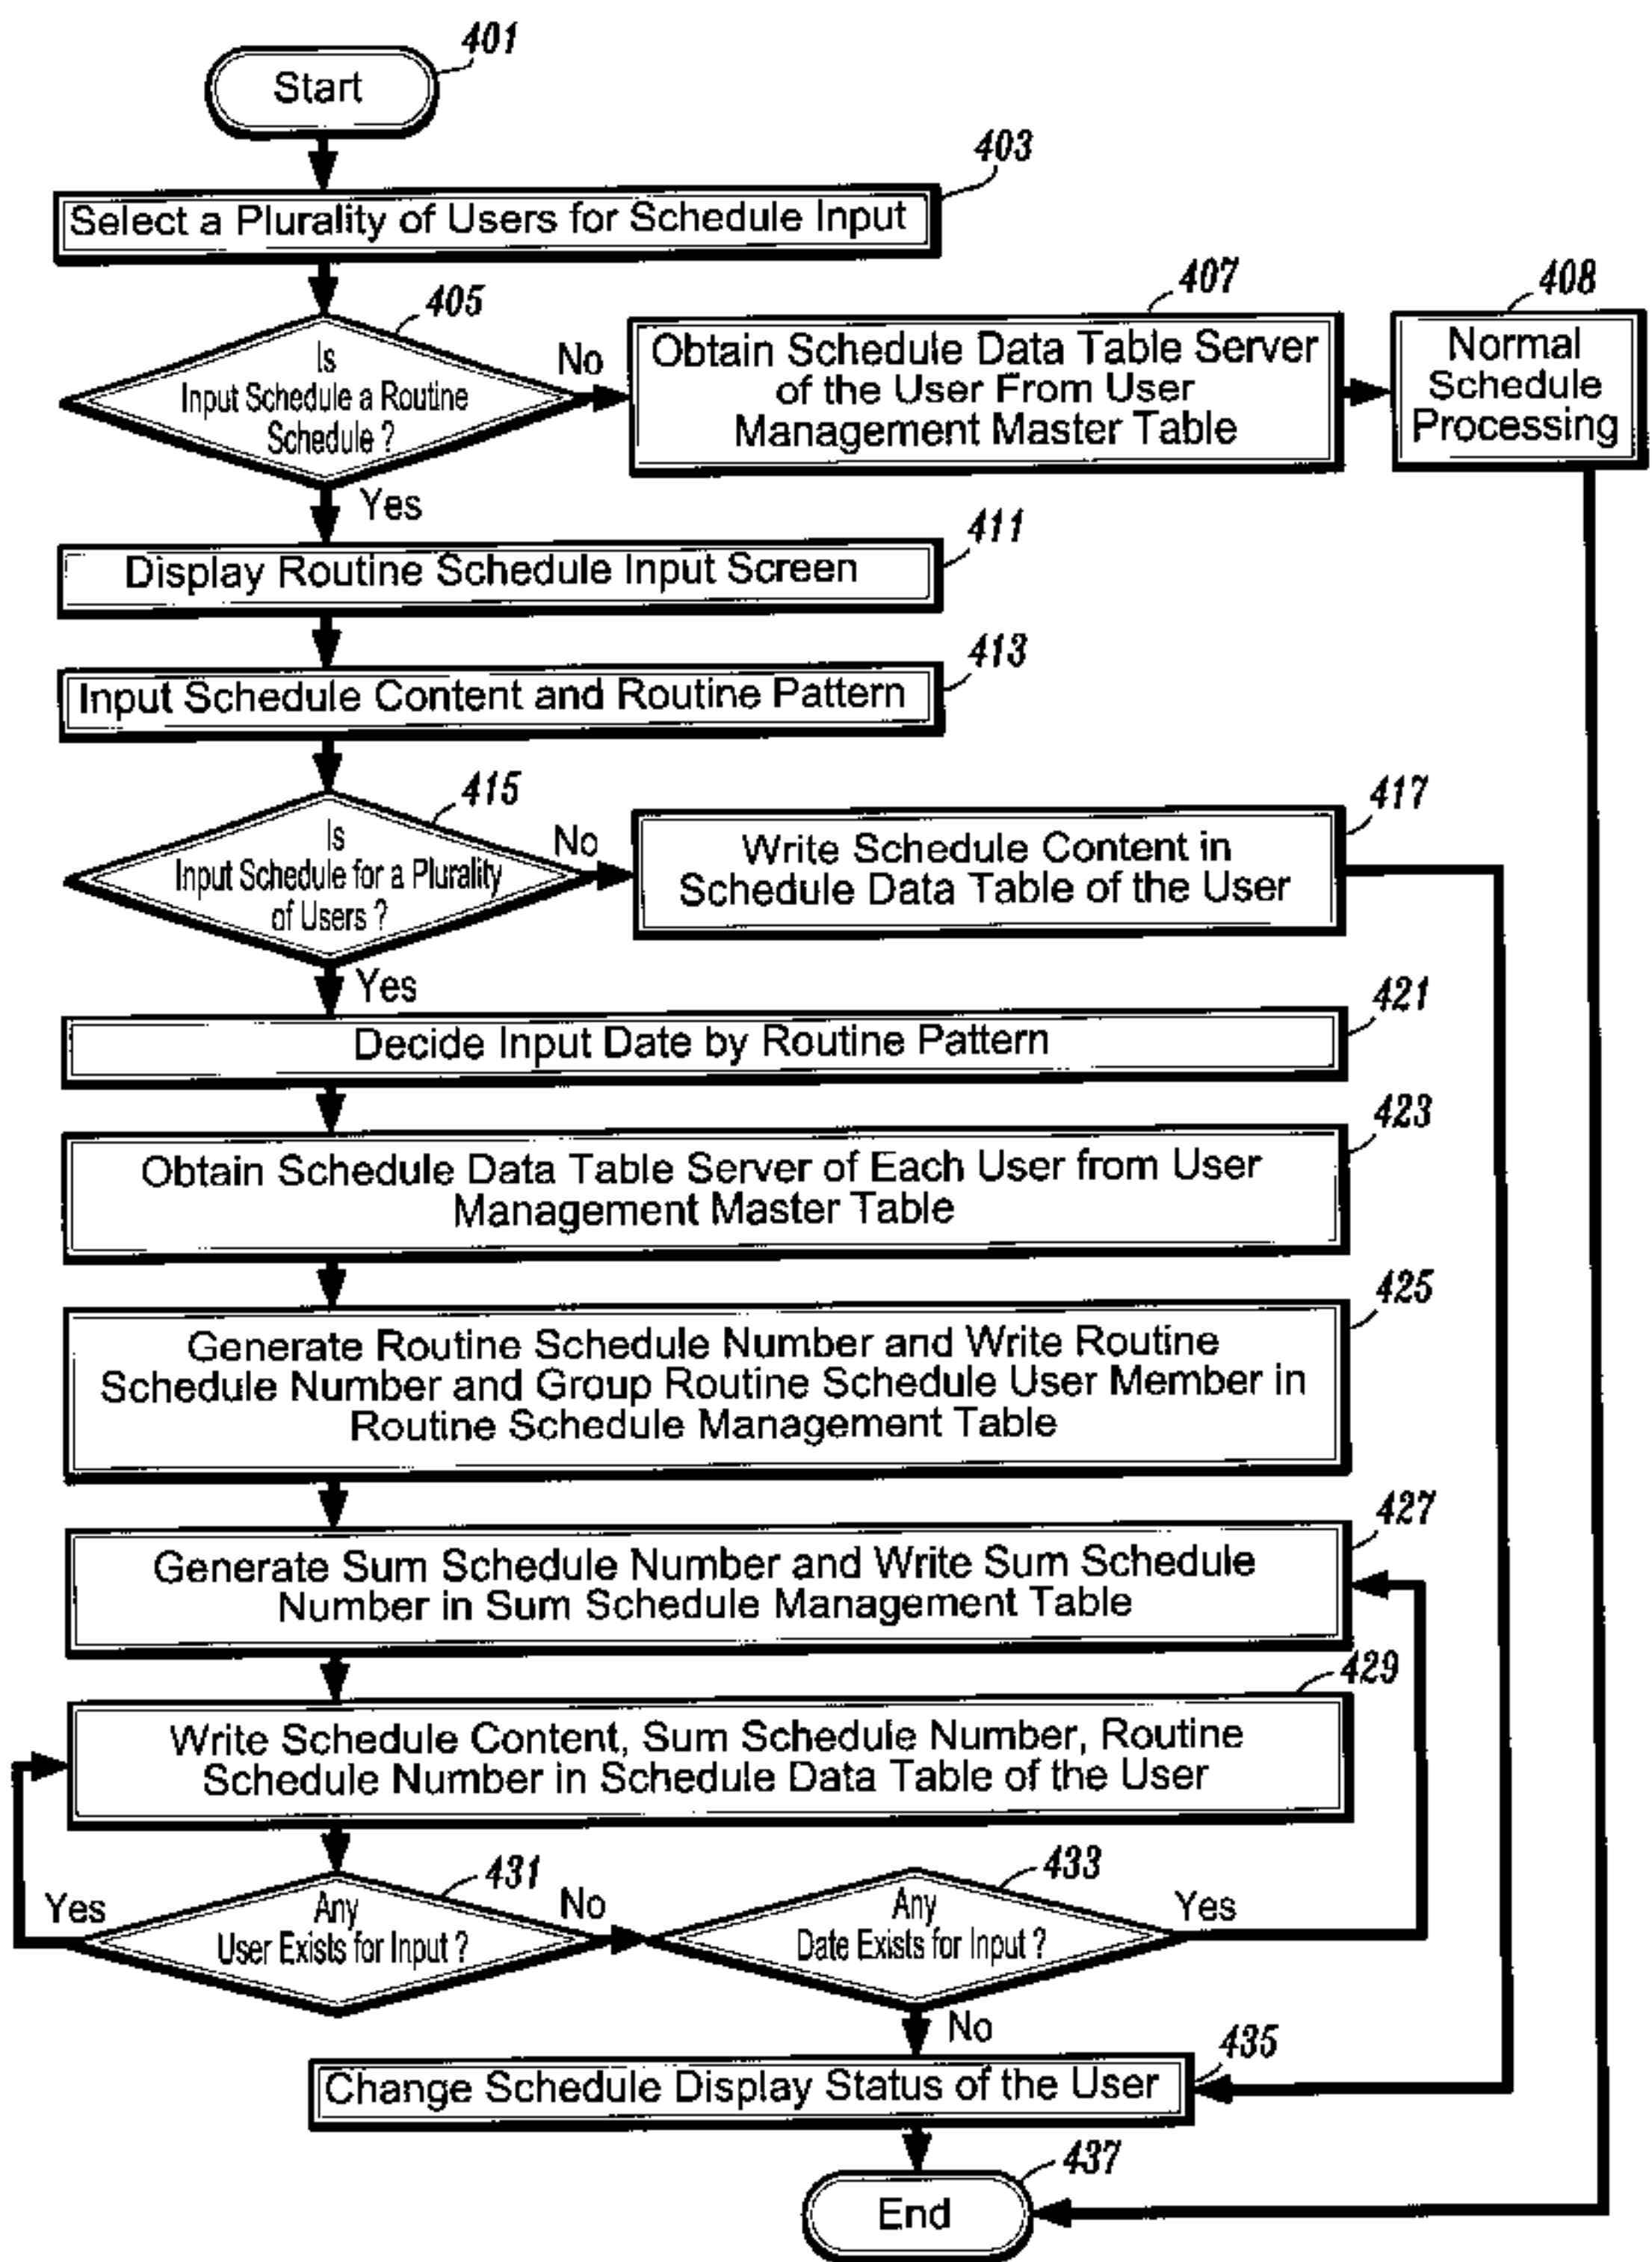 401
Start
403
Select a Plurality of Users for Schedule Input
405
Is
Input Schedule a Routine
Schedule ?
No
407
Obtain Schedule Data Table Server
of the User From User
Management Master Table
408
Normal
Schedule
Processing
Yes
411
Display Routine Schedule Input Screen
413
Input Schedule Content and Routine Pattern
415
Is
Input Schedule for a Plurality
of Users ?
No
417
Write Schedule Content in
Schedule Data Table of the User
Yes
421
Decide Input Date by Routine Pattern
423
Obtain Schedule Data Table Server of Each User from User
Management Master Table
425
Generate Routine Schedule Number and Write Routine
Schedule Number and Group Routine Schedule User Member in
Routine Schedule Management Table
427
Generate Sum Schedule Number and Write Sum Schedule
Number in Sum Schedule Management Table
429
Write Schedule Content, Sum Schedule Number, Routine
Schedule Number in Schedule Data Table of the User
431
Yes
Any
User Exists for Input ?
No
433
Any
Date Exists for Input ?
Yes
No
435
Change Schedule Display Status of the User
437
End